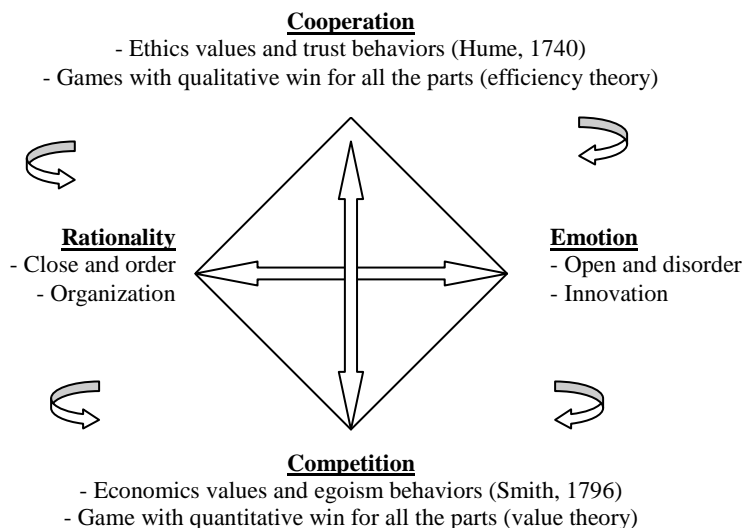 Cooperation
- Ethics values and trust behaviors (Hume, 1740)
- Games with qualitative win for all the parts (efficiency theory)
Rationality
- Close and order
- Organization
Emotion
- Open and disorder
- Innovation
Competition
- Economics values and egoism behaviors (Smith, 1796)
- Game with quantitative win for all the parts (value theory)